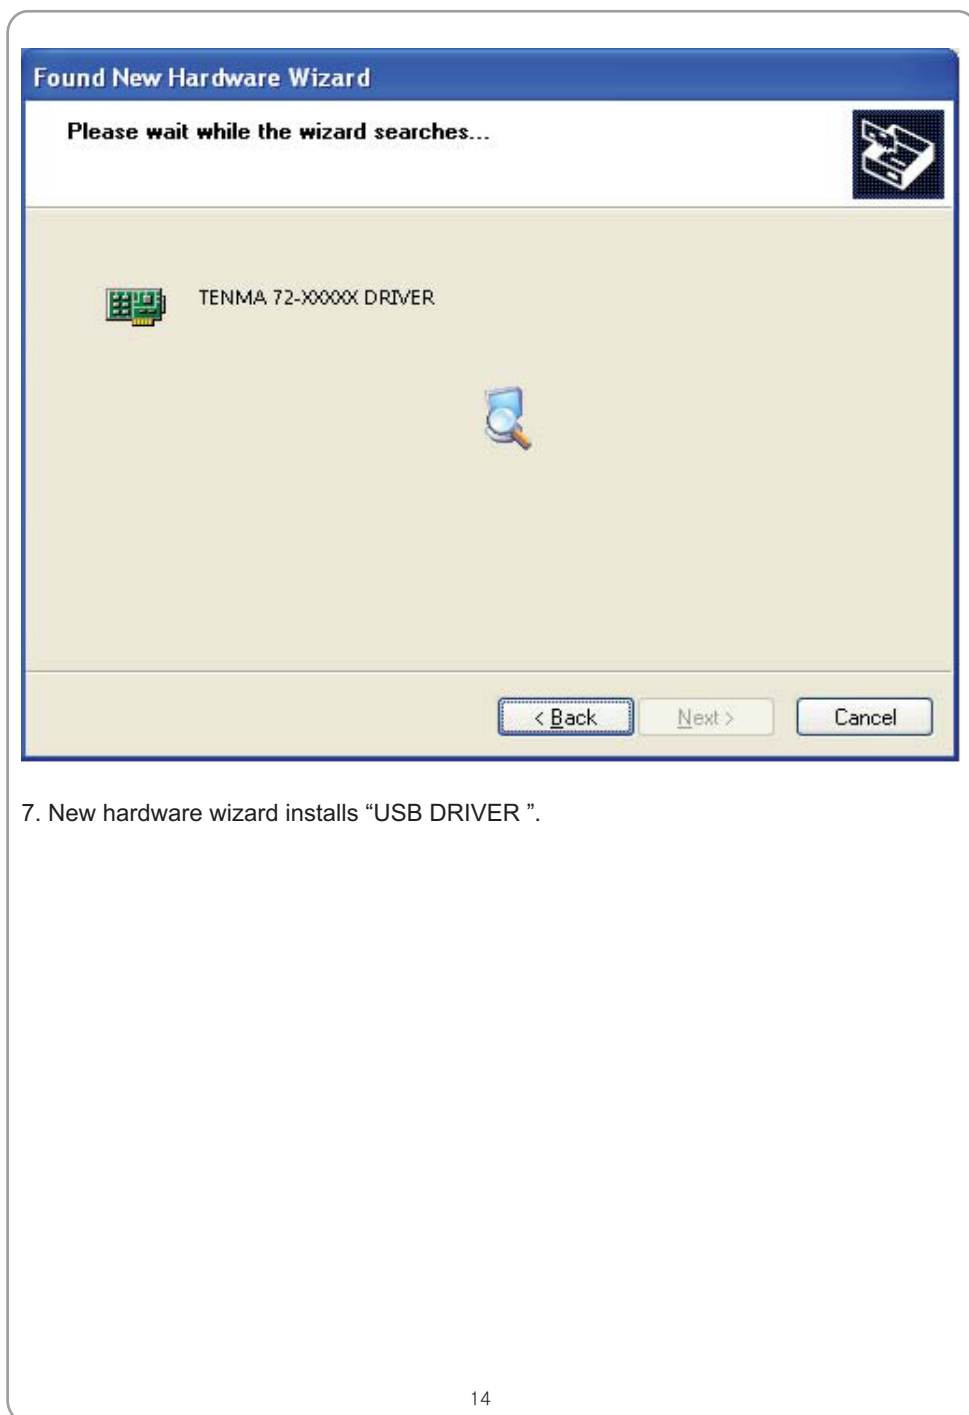 Found New Hardware Wizard
Please wait while the wizard searches...
TENMA 72-XXXXX DRIVER
< Back
Next >
Cancel
7. New hardware wizard installs “USB DRIVER ”.
14